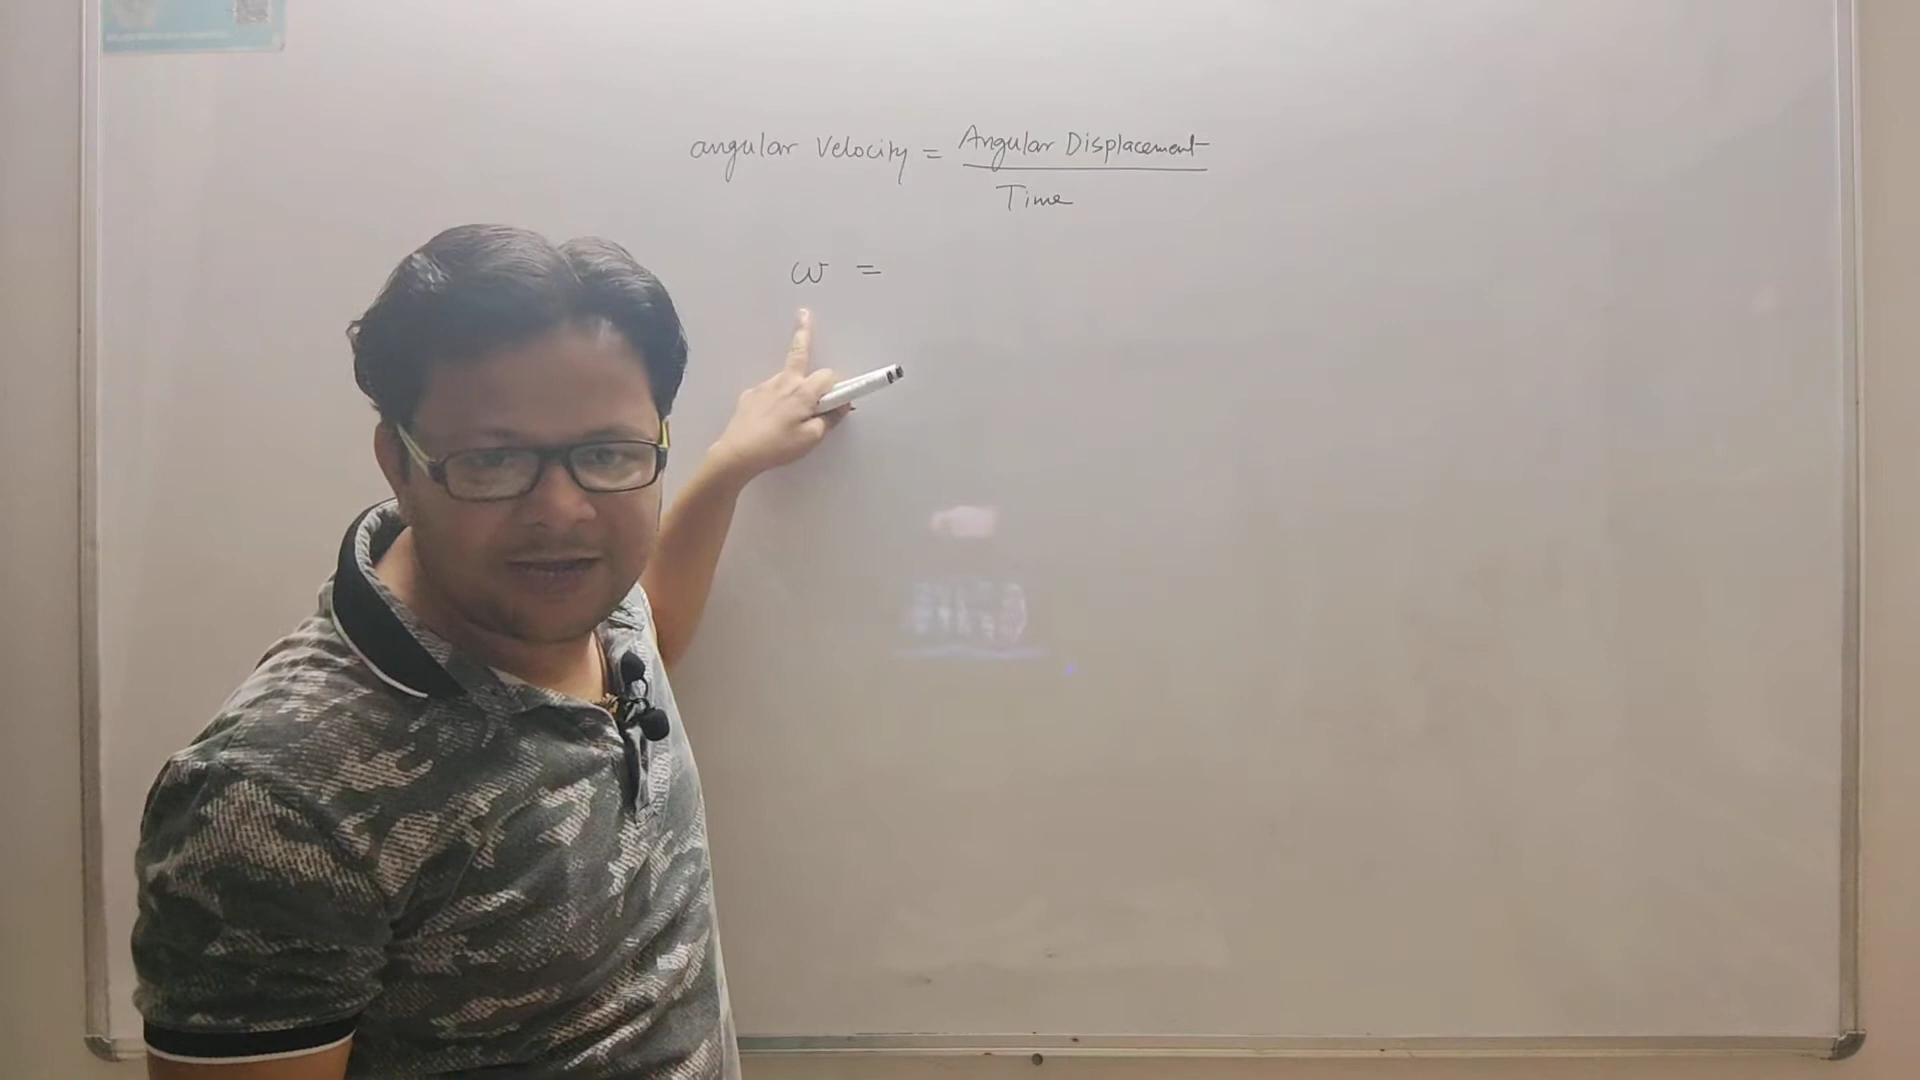 angular Velocity = Angular Displacement / Time
ω =